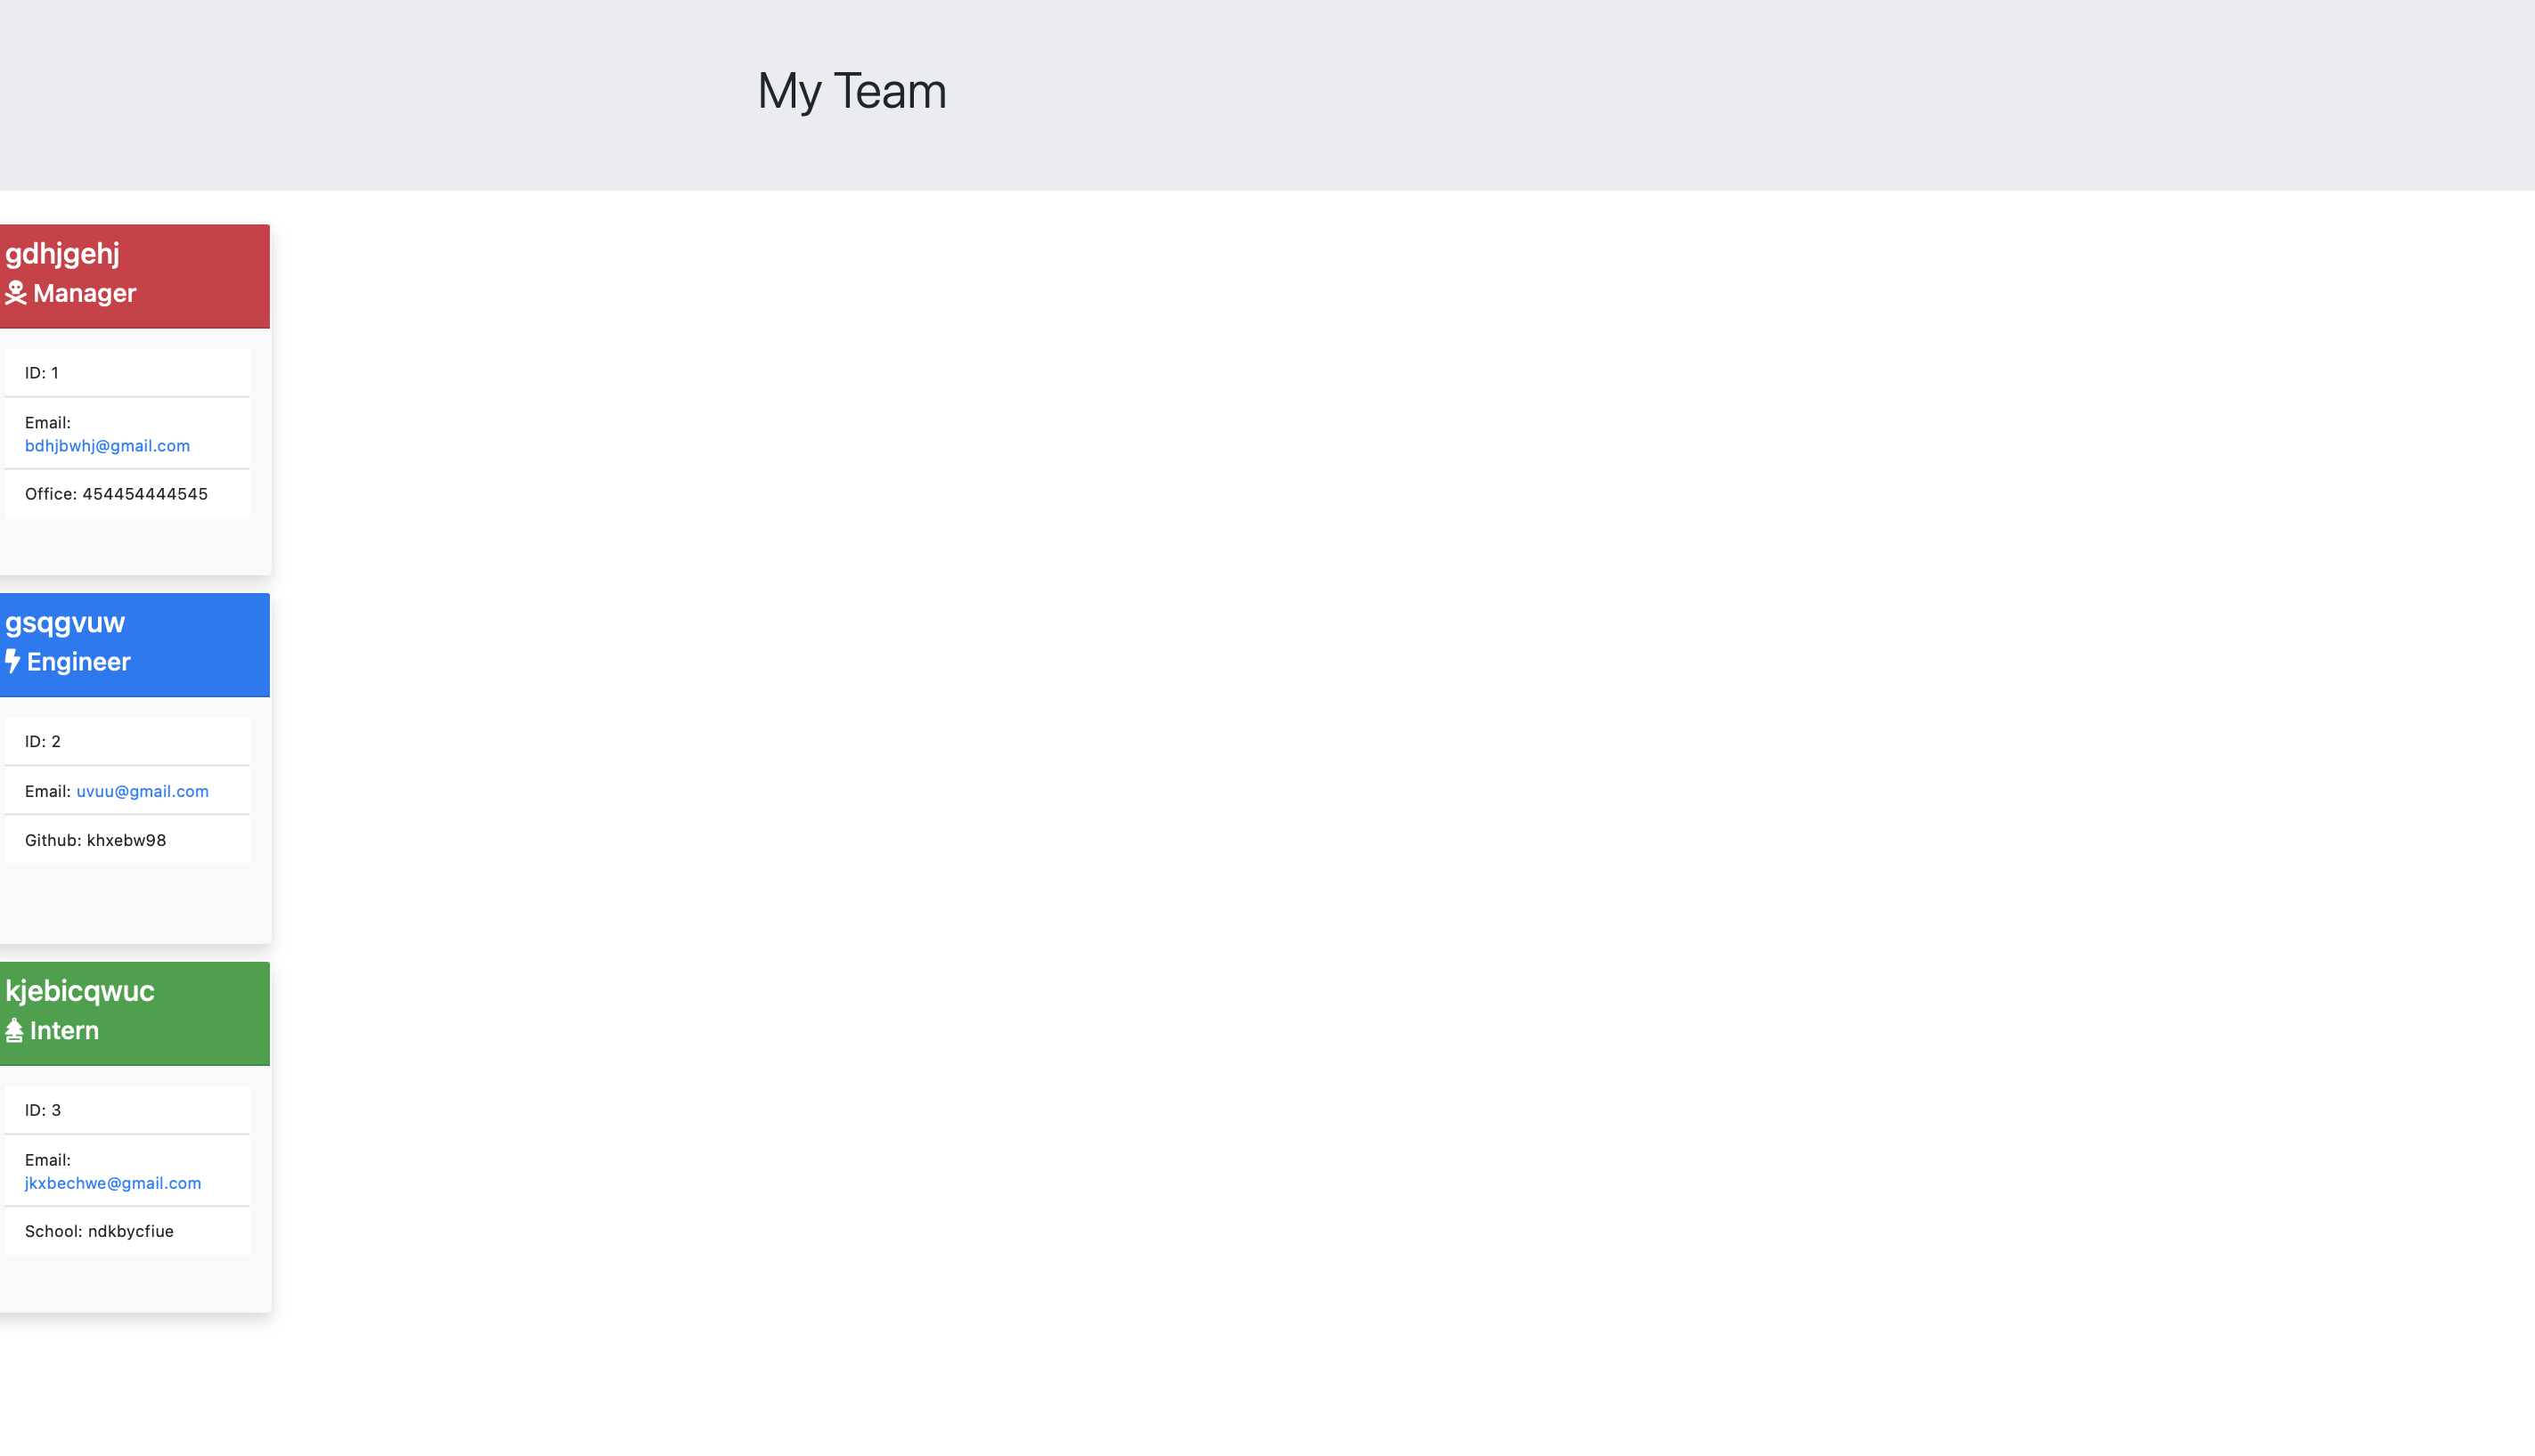 My Team
gdhjgehj
Manager
ID: 1
Email:
bdhjbwhj@gmail.com
Office: 454454444545
gsqgvuw
Engineer
ID: 2
Email: uvuu@gmail.com
Github: khxebw98
kjebicqwuc
Intern
ID: 3
Email:
jkxbechwe@gmail.com
School: ndkbycfiue